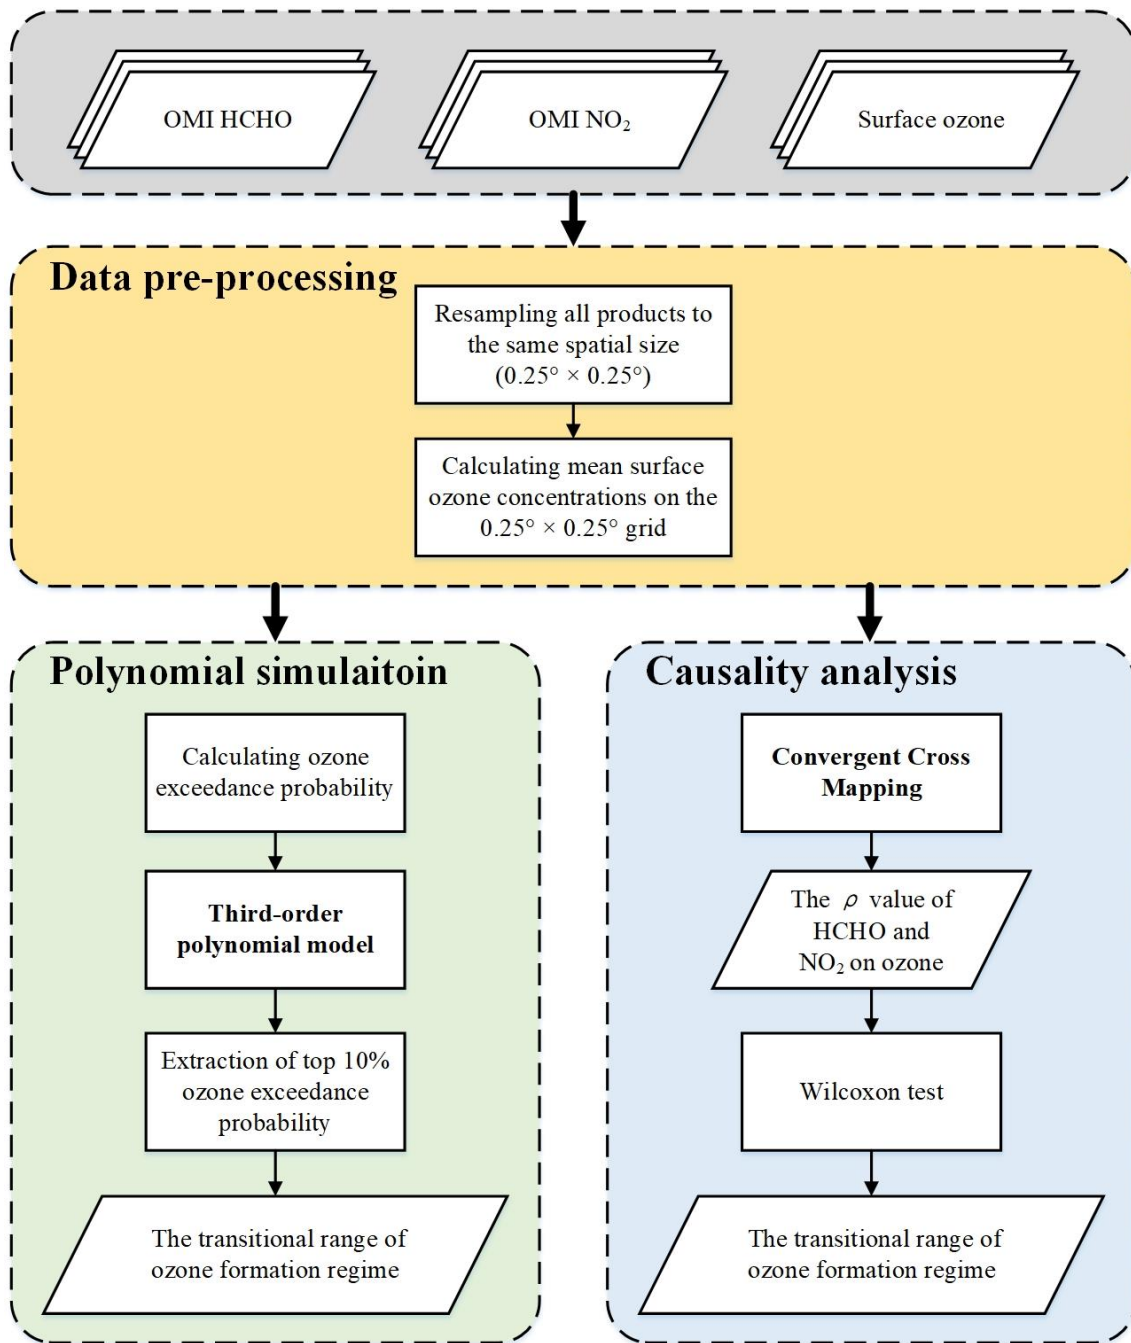 OMI HCHO
OMI NO₂
Surface ozone
Data pre-processing
Resampling all products to
the same spatial size
(0.25° × 0.25°)
Calculating mean surface
ozone concentrations on the
0.25° × 0.25° grid
Polynomial simulaitoin
Calculating ozone
exceedance probability
Third-order
polynomial model
Extraction of top 10%
ozone exceedance
probability
The transitional range of
ozone formation regime
Causality analysis
Convergent Cross
Mapping
The ρ value of
HCHO and
NO₂ on ozone
Wilcoxon test
The transitional range of
ozone formation regime